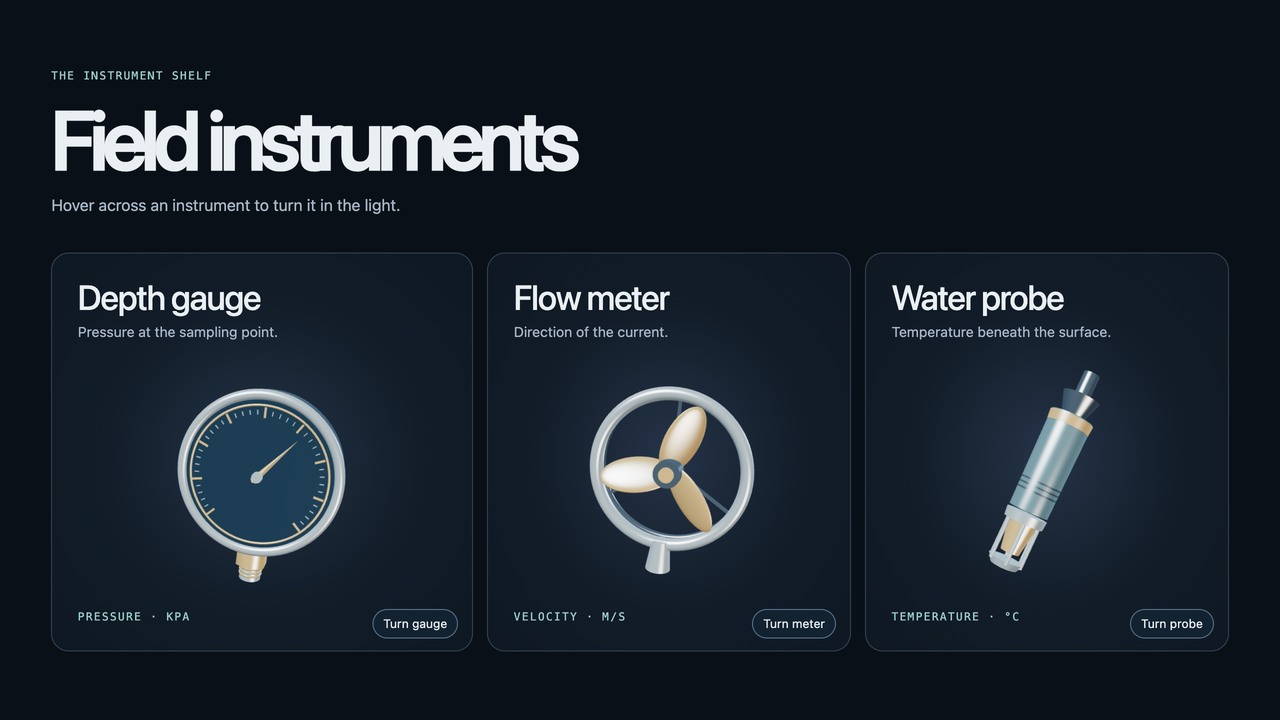 THE INSTRUMENT SHELF
Field instruments
Hover across an instrument to turn it in the light.
Depth gauge
Pressure at the sampling point.
PRESSURE · KPA
Turn gauge
Flow meter
Direction of the current.
VELOCITY · M/S
Turn meter
Water probe
Temperature beneath the surface.
TEMPERATURE · °C
Turn probe